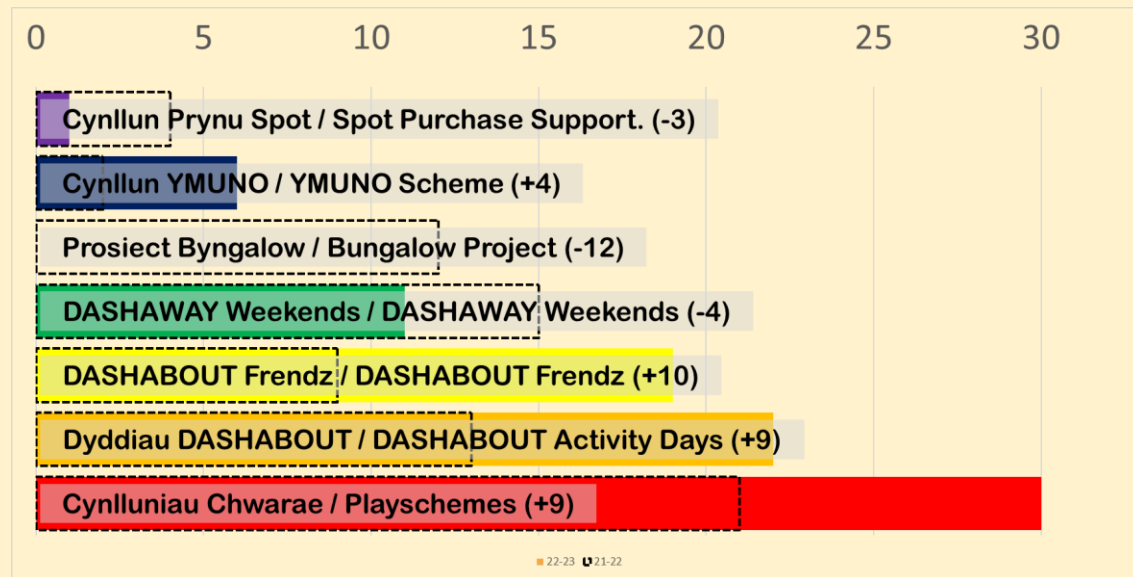 0 5 10 15 20 25 30
Cynllun Prynu Spot / Spot Purchase Support. (-3)
Cynllun YMUNO / YMUNO Scheme (+4)
Prosiect Byngalow / Bungalow Project (-12)
DASHAWAY Weekends / DASHAWAY Weekends (-4)
DASHABOUT Frendz / DASHABOUT Frendz (+10)
Dyddiau DASHABOUT / DASHABOUT Activity Days (+9)
Cynlluniau Chwarae / Playschemes (+9)
22-23 21-22